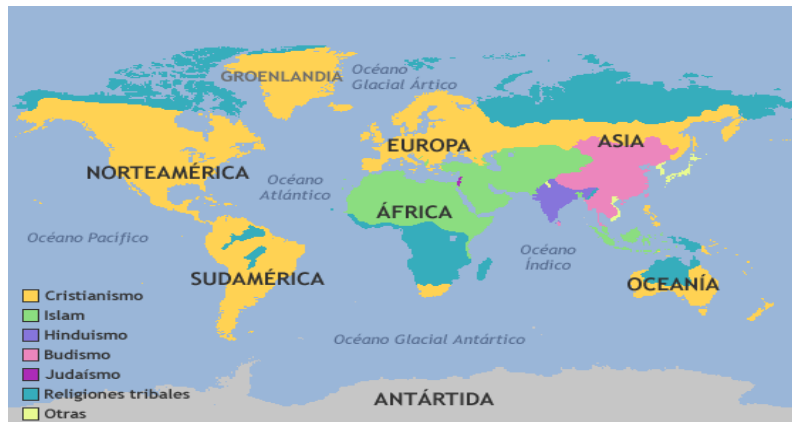 GROENLANDIA
Océano
Glacial Ártico
NORTEAMÉRICA
EUROPA
ASIA
Océano
Atlántico
ÁFRICA
Océano Pacifico
Océano
Índico
SUDAMÉRICA
OCEANÍA
Océano Glacial Antártico
ANTÁRTIDA
Cristianismo
Islam
Hinduismo
Budismo
Judaísmo
Religiones tribales
Otras